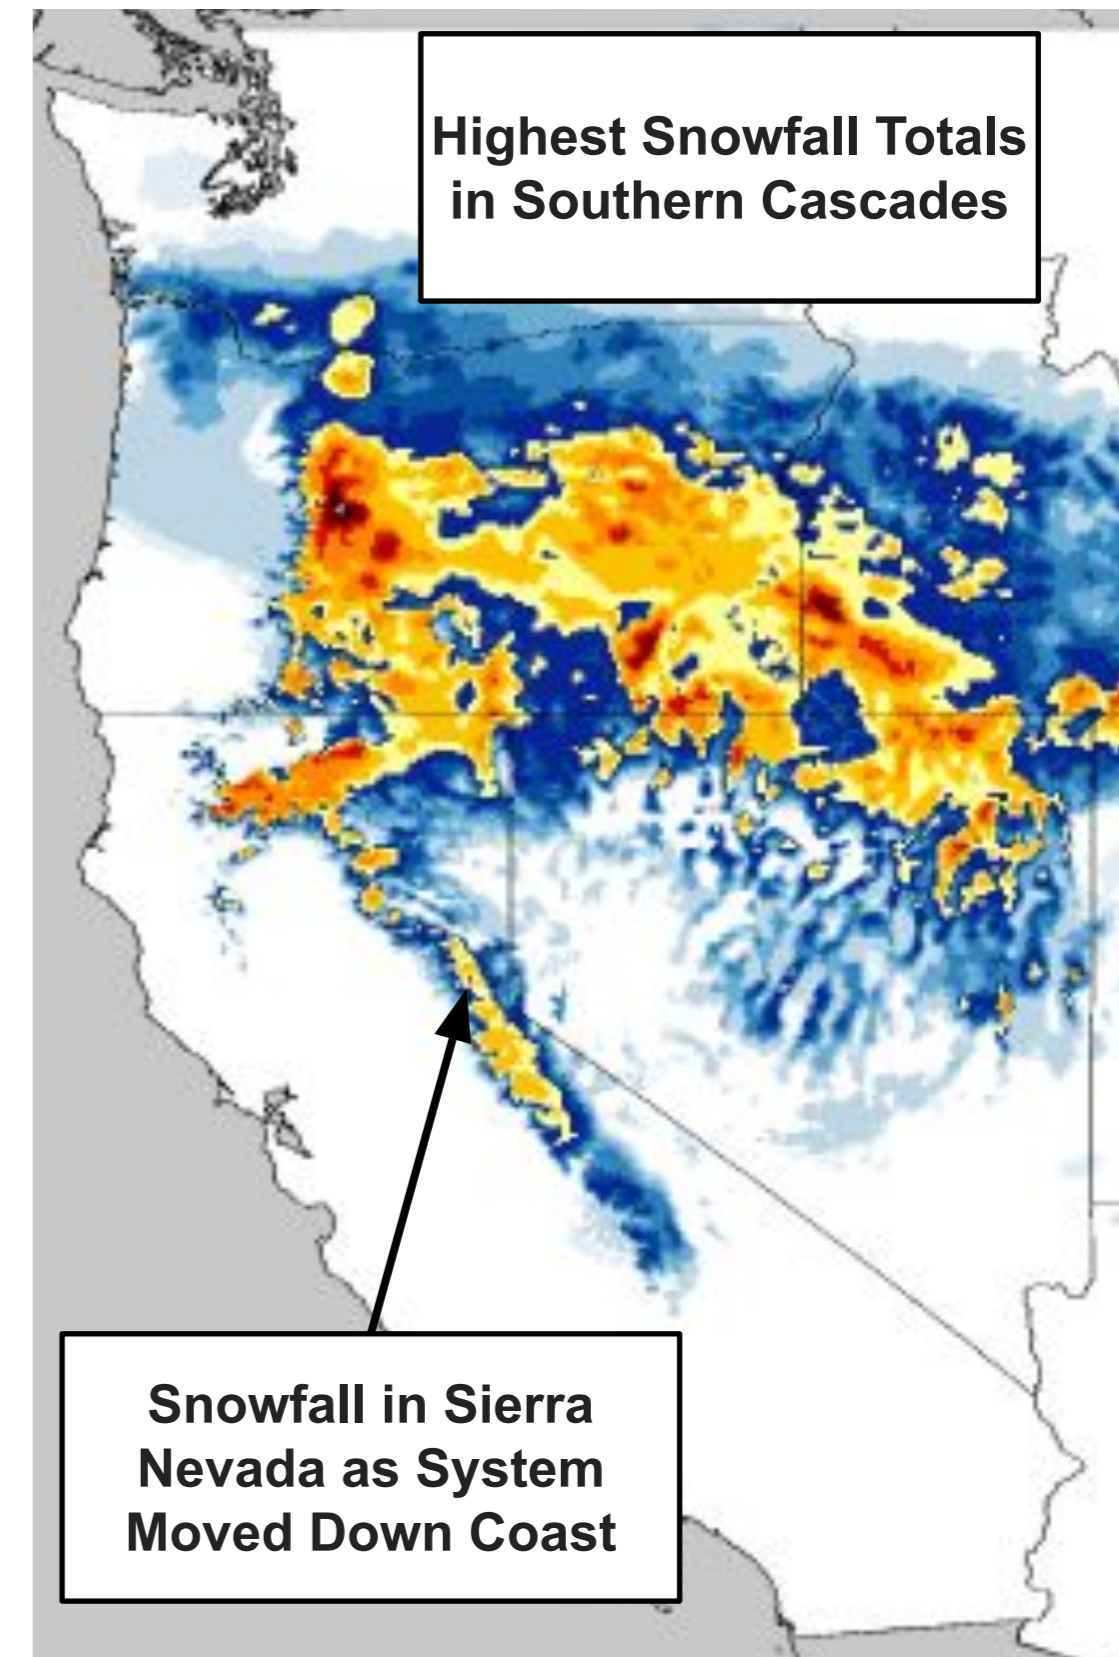 Highest Snowfall Totals
in Southern Cascades
Snowfall in Sierra
Nevada as System
Moved Down Coast